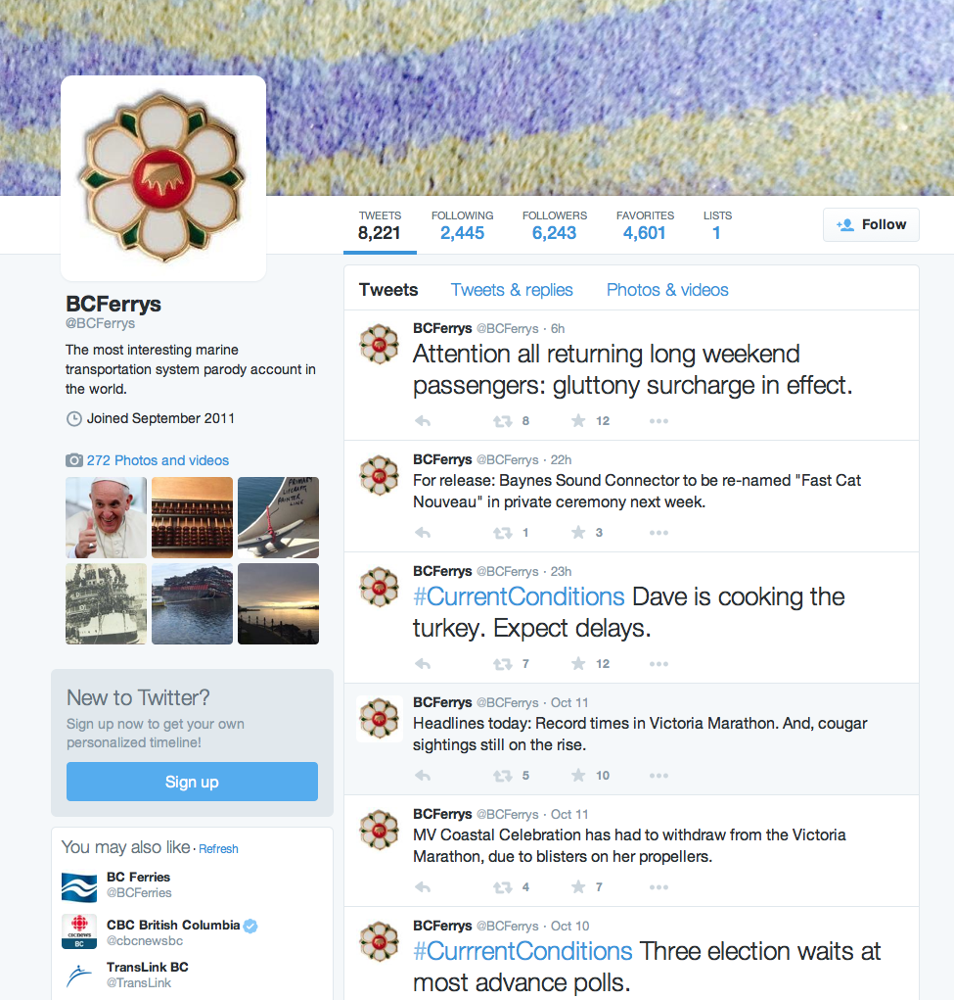 TWEETS FOLLOWING FOLLOWERS FAVORITES LISTS
8,221 2,445 6,243 4,601 1
Follow
BCFerrys
@BCFerrys
The most interesting marine
transportation system parody account in
the world.
Joined September 2011
272 Photos and videos
PRIMARY
LIFERAFT
PAINTER
LINE
New to Twitter?
Sign up now to get your own
personalized timeline!
Sign up
You may also like · Refresh
BC Ferries
@BCFerries
CBCNEWS
BC
CBC British Columbia
@cbcnewsbc
TransLink BC
@TransLink
Tweets Tweets & replies Photos & videos
BCFerrys @BCFerrys · 6h
Attention all returning long weekend
passengers: gluttony surcharge in effect.
8 12
BCFerrys @BCFerrys · 22h
For release: Baynes Sound Connector to be re-named "Fast Cat
Nouveau" in private ceremony next week.
1 3
BCFerrys @BCFerrys · 23h
#CurrentConditions Dave is cooking the
turkey. Expect delays.
7 12
BCFerrys @BCFerrys · Oct 11
Headlines today: Record times in Victoria Marathon. And, cougar
sightings still on the rise.
5 10
BCFerrys @BCFerrys · Oct 11
MV Coastal Celebration has had to withdraw from the Victoria
Marathon, due to blisters on her propellers.
4 7
BCFerrys @BCFerrys · Oct 10
#CurrrentConditions Three election waits at
most advance polls.